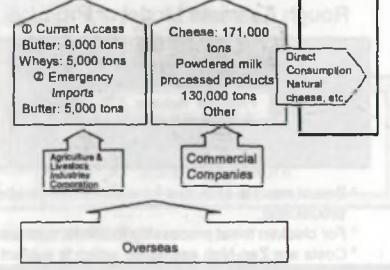 ① Current Access
Butter: 9,000 tons
Wheys: 5,000 tons
② Emergency
Imports
Butter: 5,000 tons
Cheese: 171,000
tons
Powdered milk
processed products
130,000 tons
Other
Direct
Consumption
Natural
cheese, etc.
Agriculture &
Livestock
Industries
Corporation
Commercial
Companies
Overseas